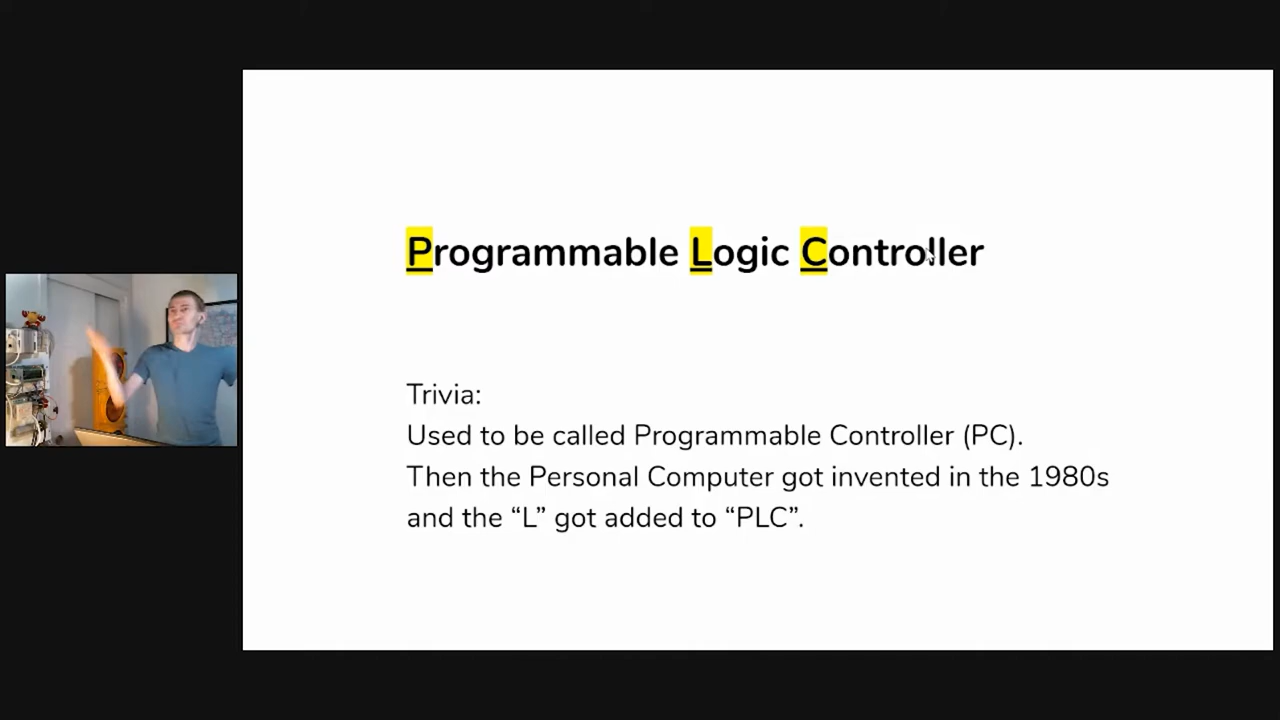 Programmable Logic Controller
Trivia:
Used to be called Programmable Controller (PC).
Then the Personal Computer got invented in the 1980s
and the “L” got added to “PLC”.